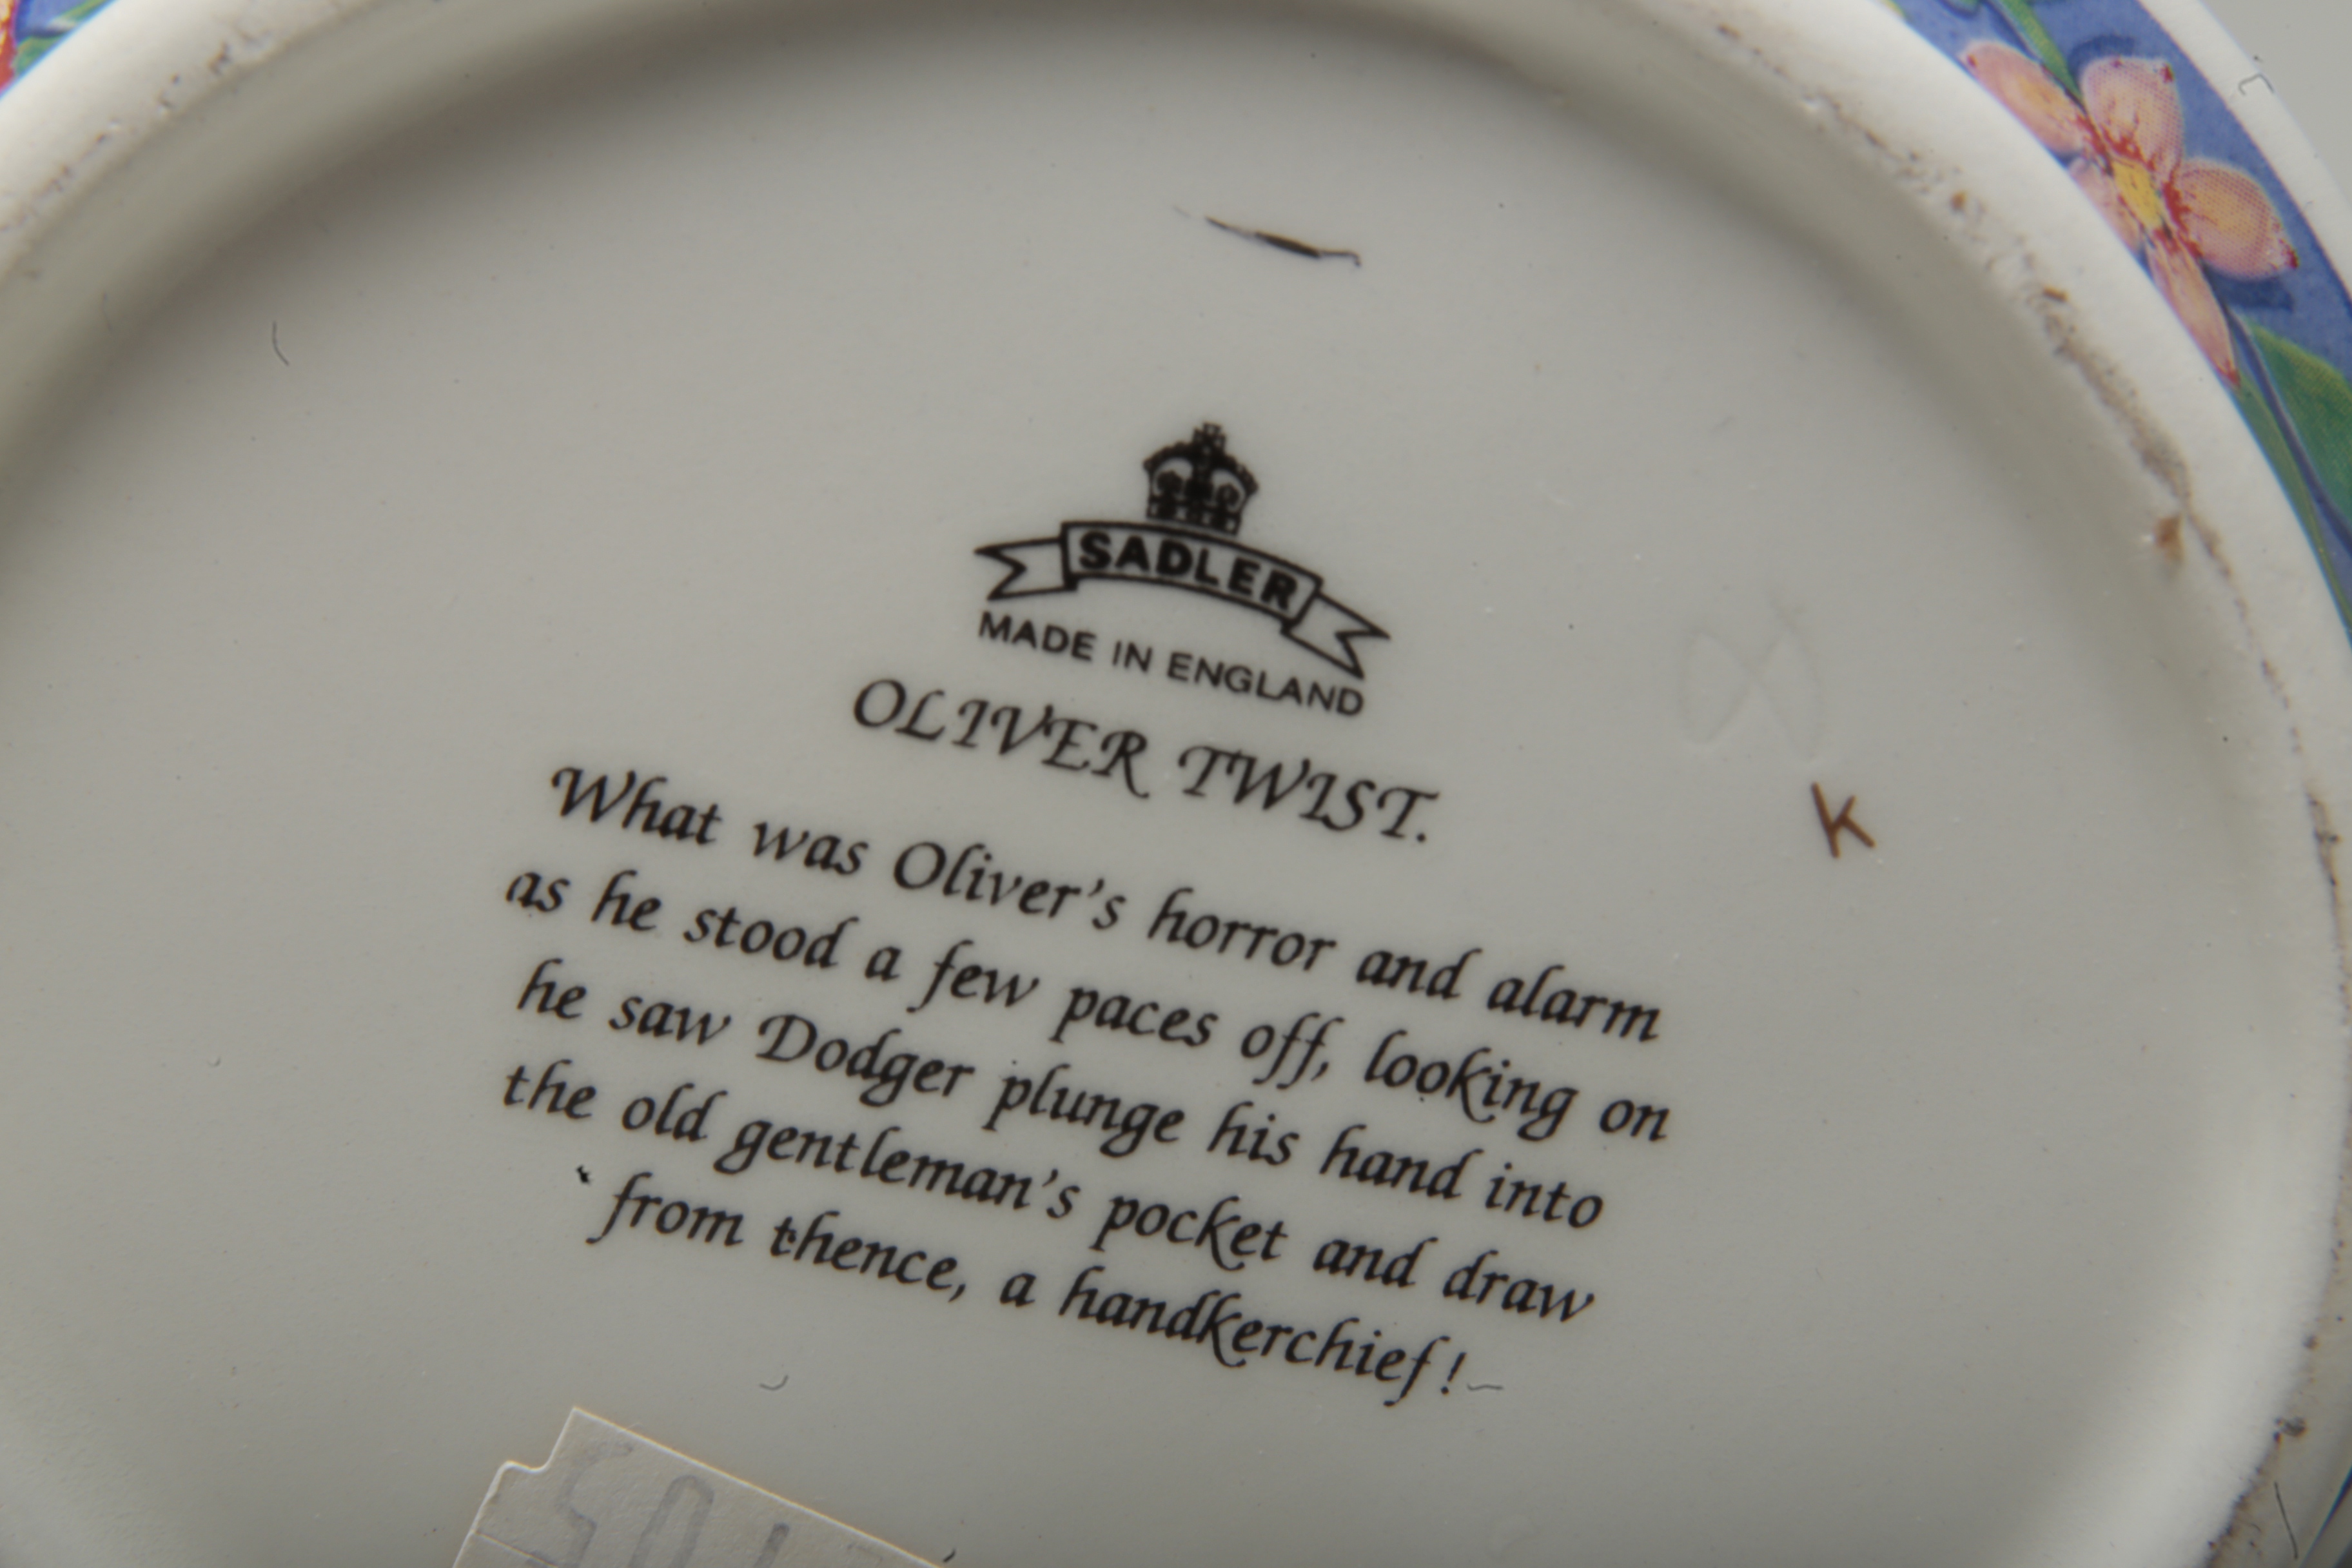 SADLER
MADE IN ENGLAND
OLIVER TWIST.
What was Oliver's horror and alarm
as he stood a few paces off, looking on
he saw Dodger plunge his hand into
the old gentleman's pocket and draw
from thence, a handkerchief!
K